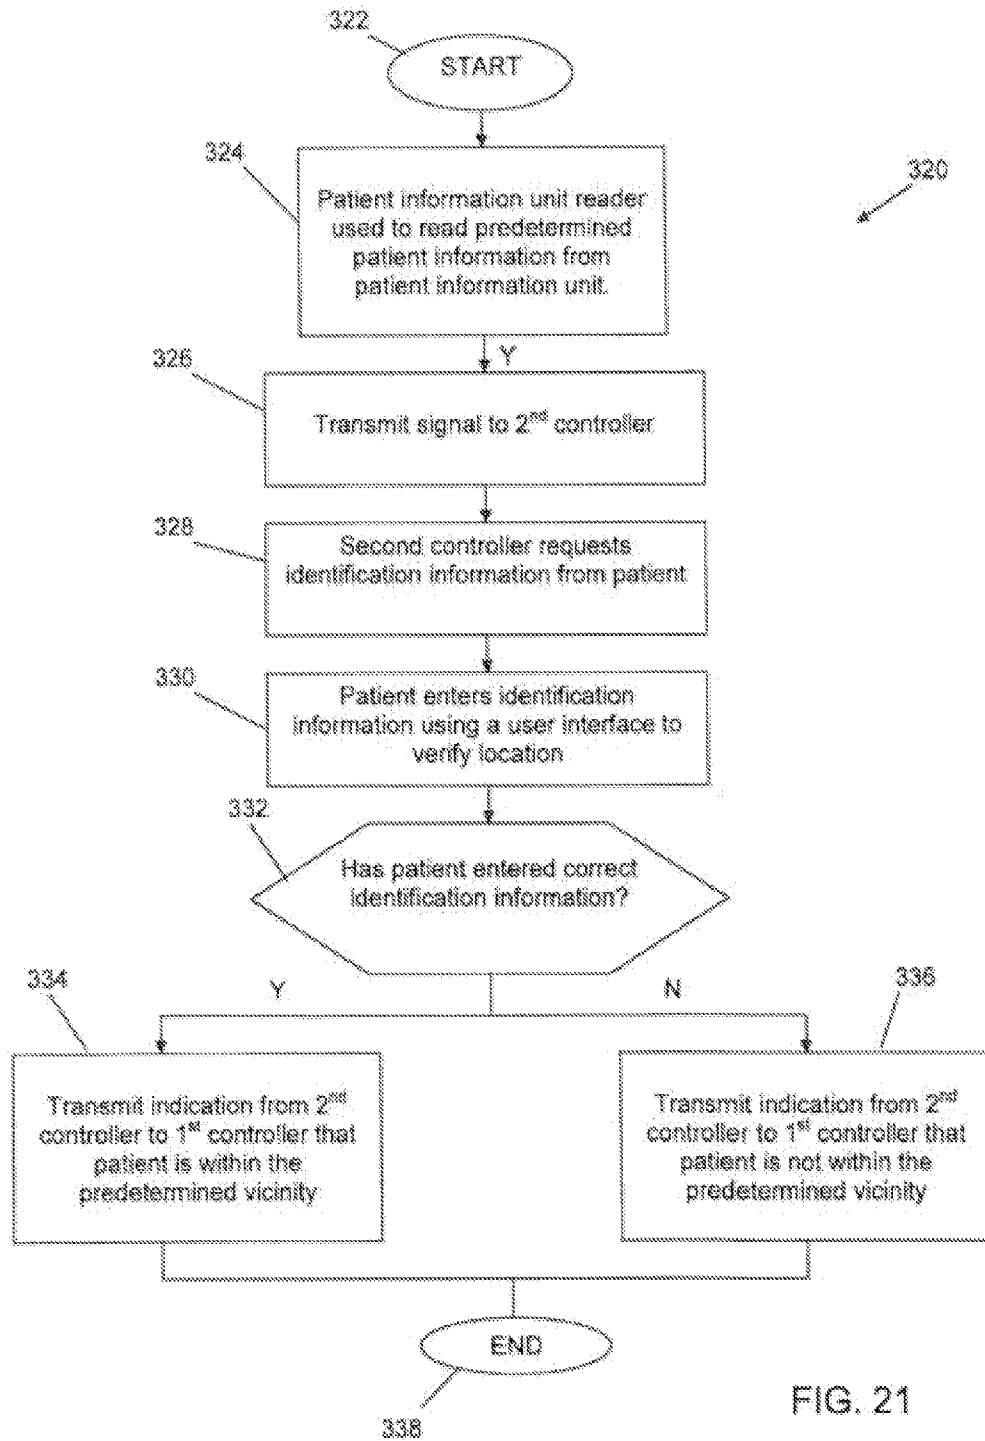 322
START
324
320
Patient information unit reader
used to read predetermined
patient information from
patient information unit.
Y
326
Transmit signal to 2nd controller
328
Second controller requests
identification information from patient
330
Patient enters identification
information using a user interface to
verify location
332
Has patient entered correct
identification information?
334
Y
N
336
Transmit indication from 2nd
controller to 1st controller that
patient is within the
predetermined vicinity
Transmit indication from 2nd
controller to 1st controller that
patient is not within the
predetermined vicinity
END
338
FIG. 21